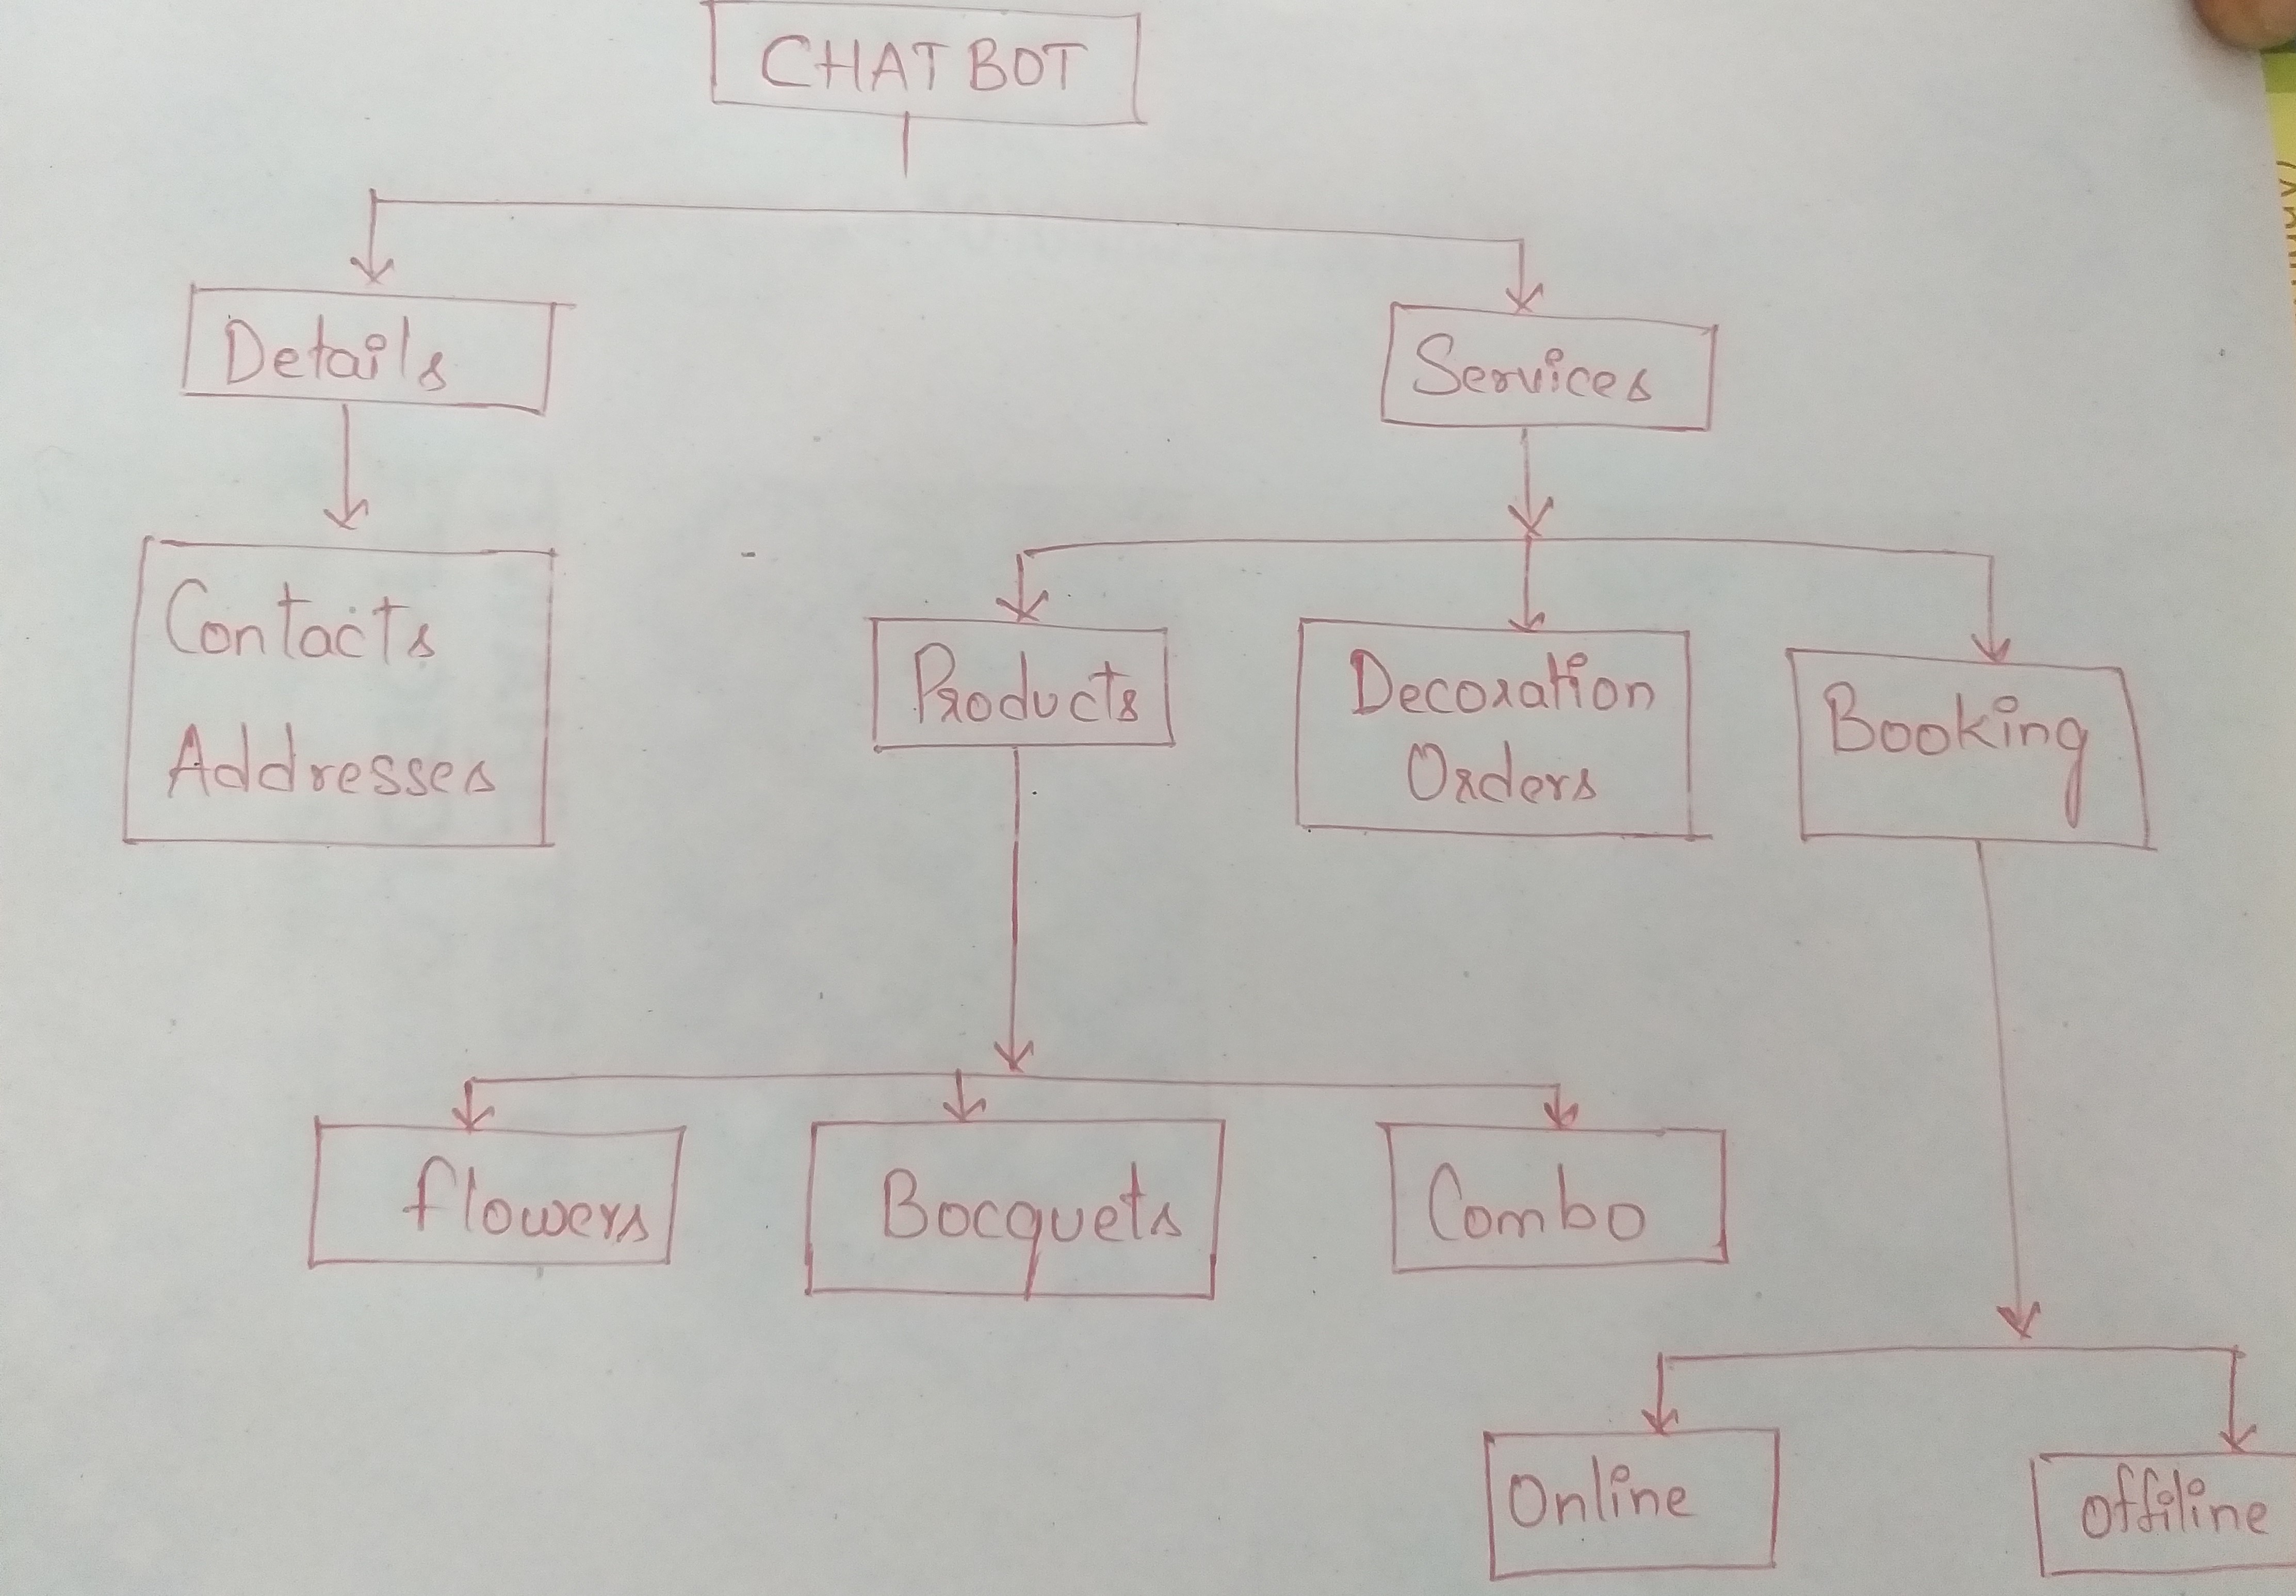 CHAT BOT
Details
Services
Contacts
Addresses
Products
Decoration
Orders
Booking
flowers
Bocquets
Combo
Online
offiline